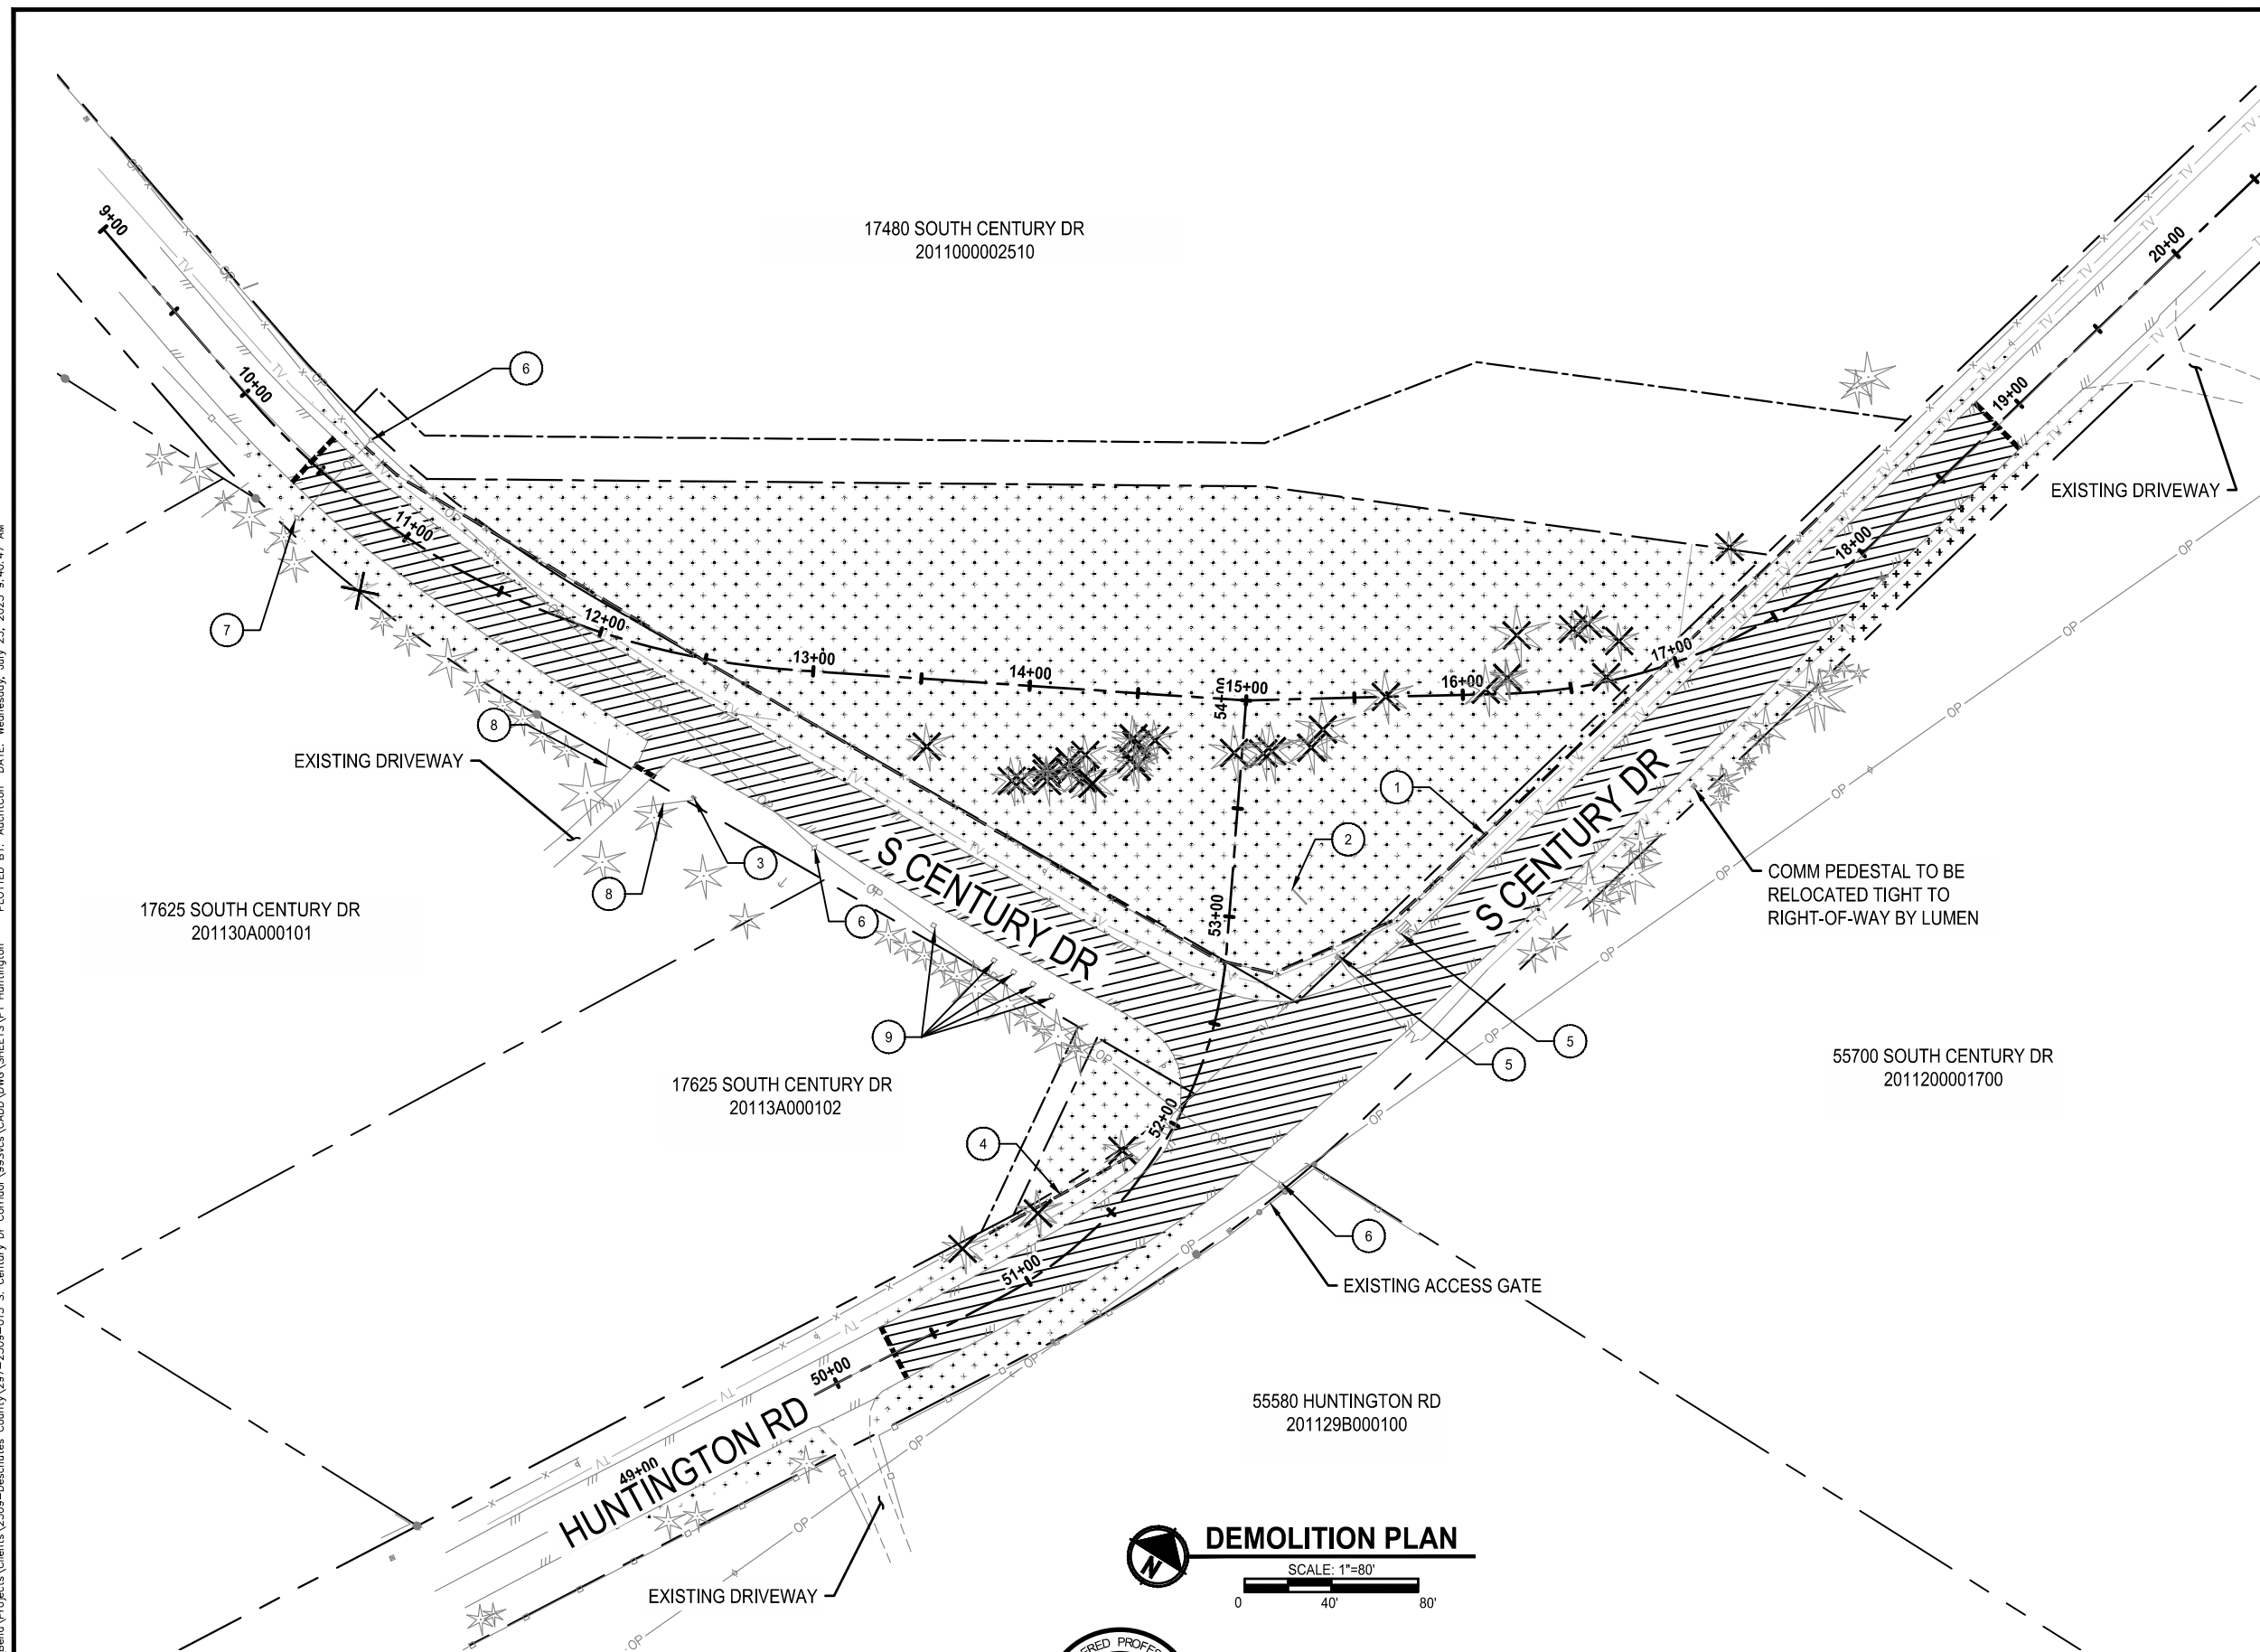 17480 SOUTH CENTURY DR
2011000002510
9+00
10+00
11+00
12+00
13+00
14+00
15+00
16+00
17+00
18+00
19+00
20+00
54+00
53+00
52+00
51+00
50+00
49+00
6
7
8
EXISTING DRIVEWAY
8
3
6
9
1
2
5
5
4
6
EXISTING DRIVEWAY
S CENTURY DR
S CENTURY DR
COMM PEDESTAL TO BE
RELOCATED TIGHT TO
RIGHT-OF-WAY BY LUMEN
17625 SOUTH CENTURY DR
201130A000101
17625 SOUTH CENTURY DR
20113A000102
55700 SOUTH CENTURY DR
2011200001700
EXISTING ACCESS GATE
55580 HUNTINGTON RD
201129B000100
HUNTINGTON RD
EXISTING DRIVEWAY
N
DEMOLITION PLAN
SCALE: 1"=80'
0 40' 80'